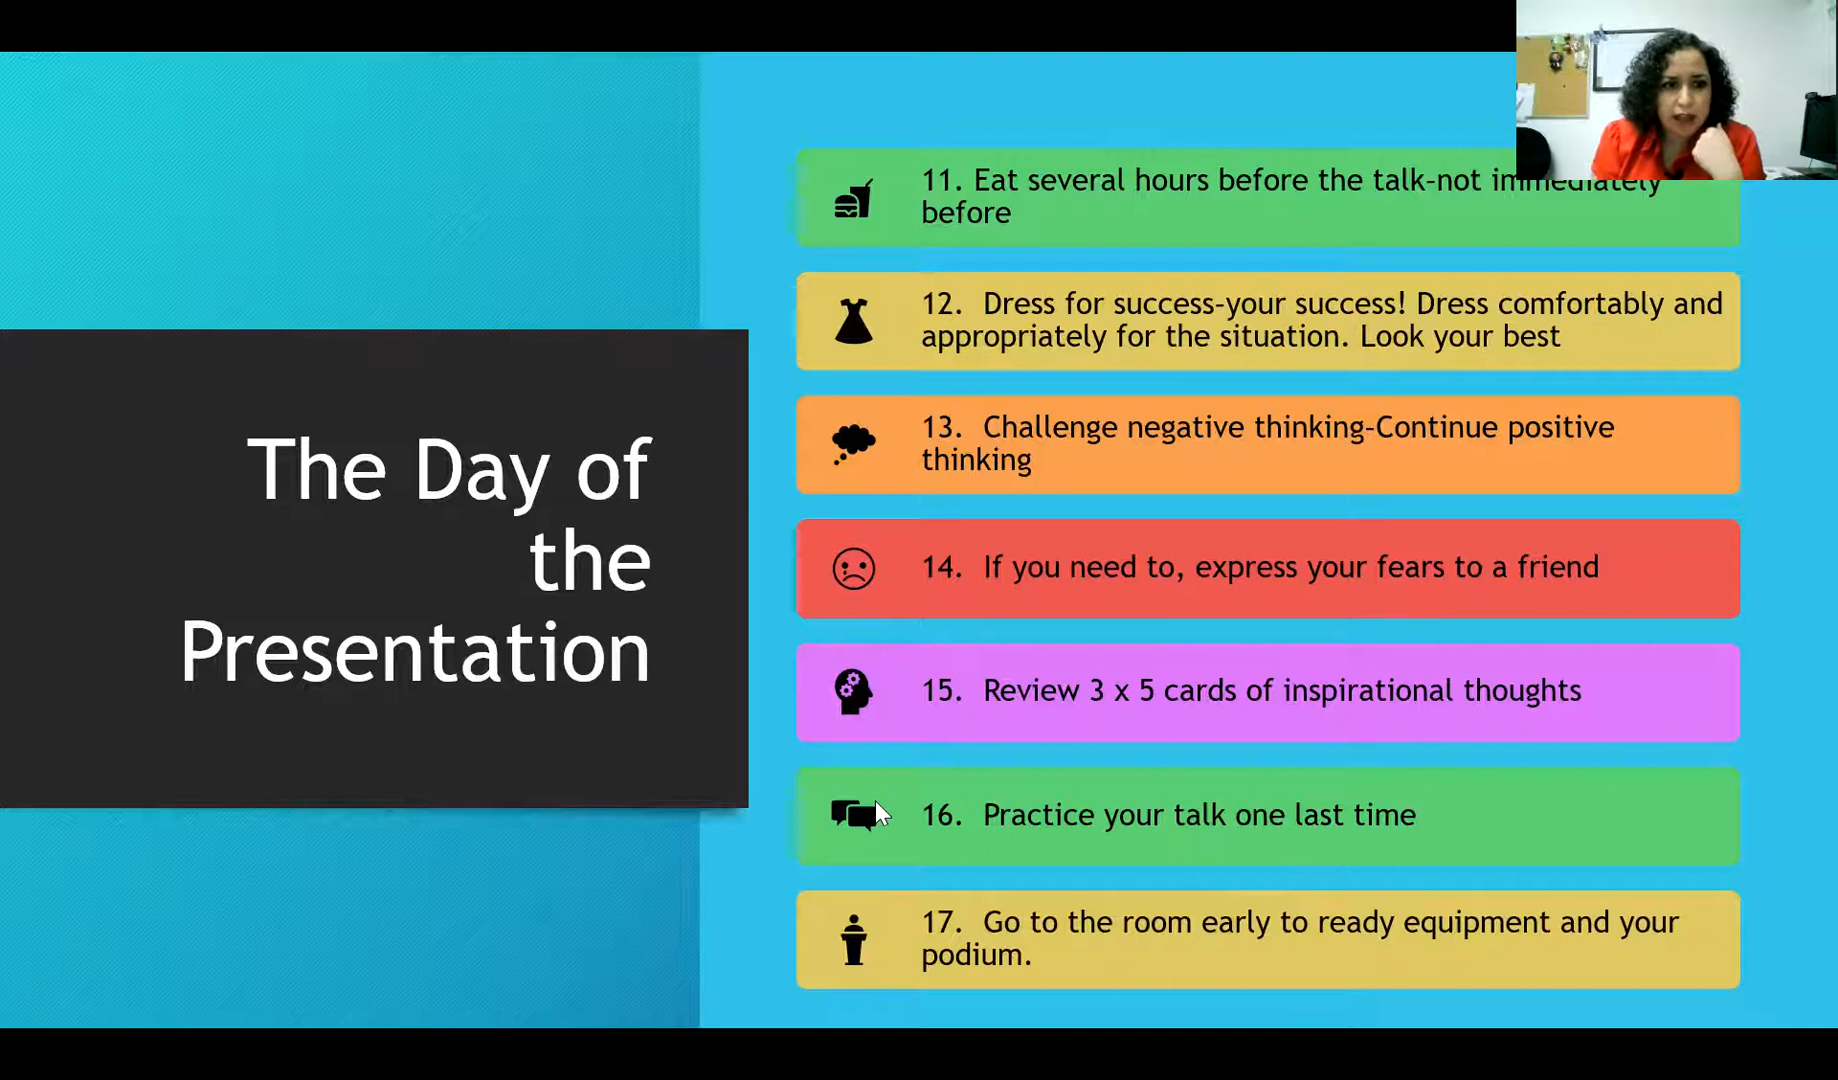 The Day of
the
Presentation
11. Eat several hours before the talk-not immediately
before
12. Dress for success-your success! Dress comfortably and
appropriately for the situation. Look your best
13. Challenge negative thinking-Continue positive
thinking
14. If you need to, express your fears to a friend
15. Review 3 x 5 cards of inspirational thoughts
16. Practice your talk one last time
17. Go to the room early to ready equipment and your
podium.